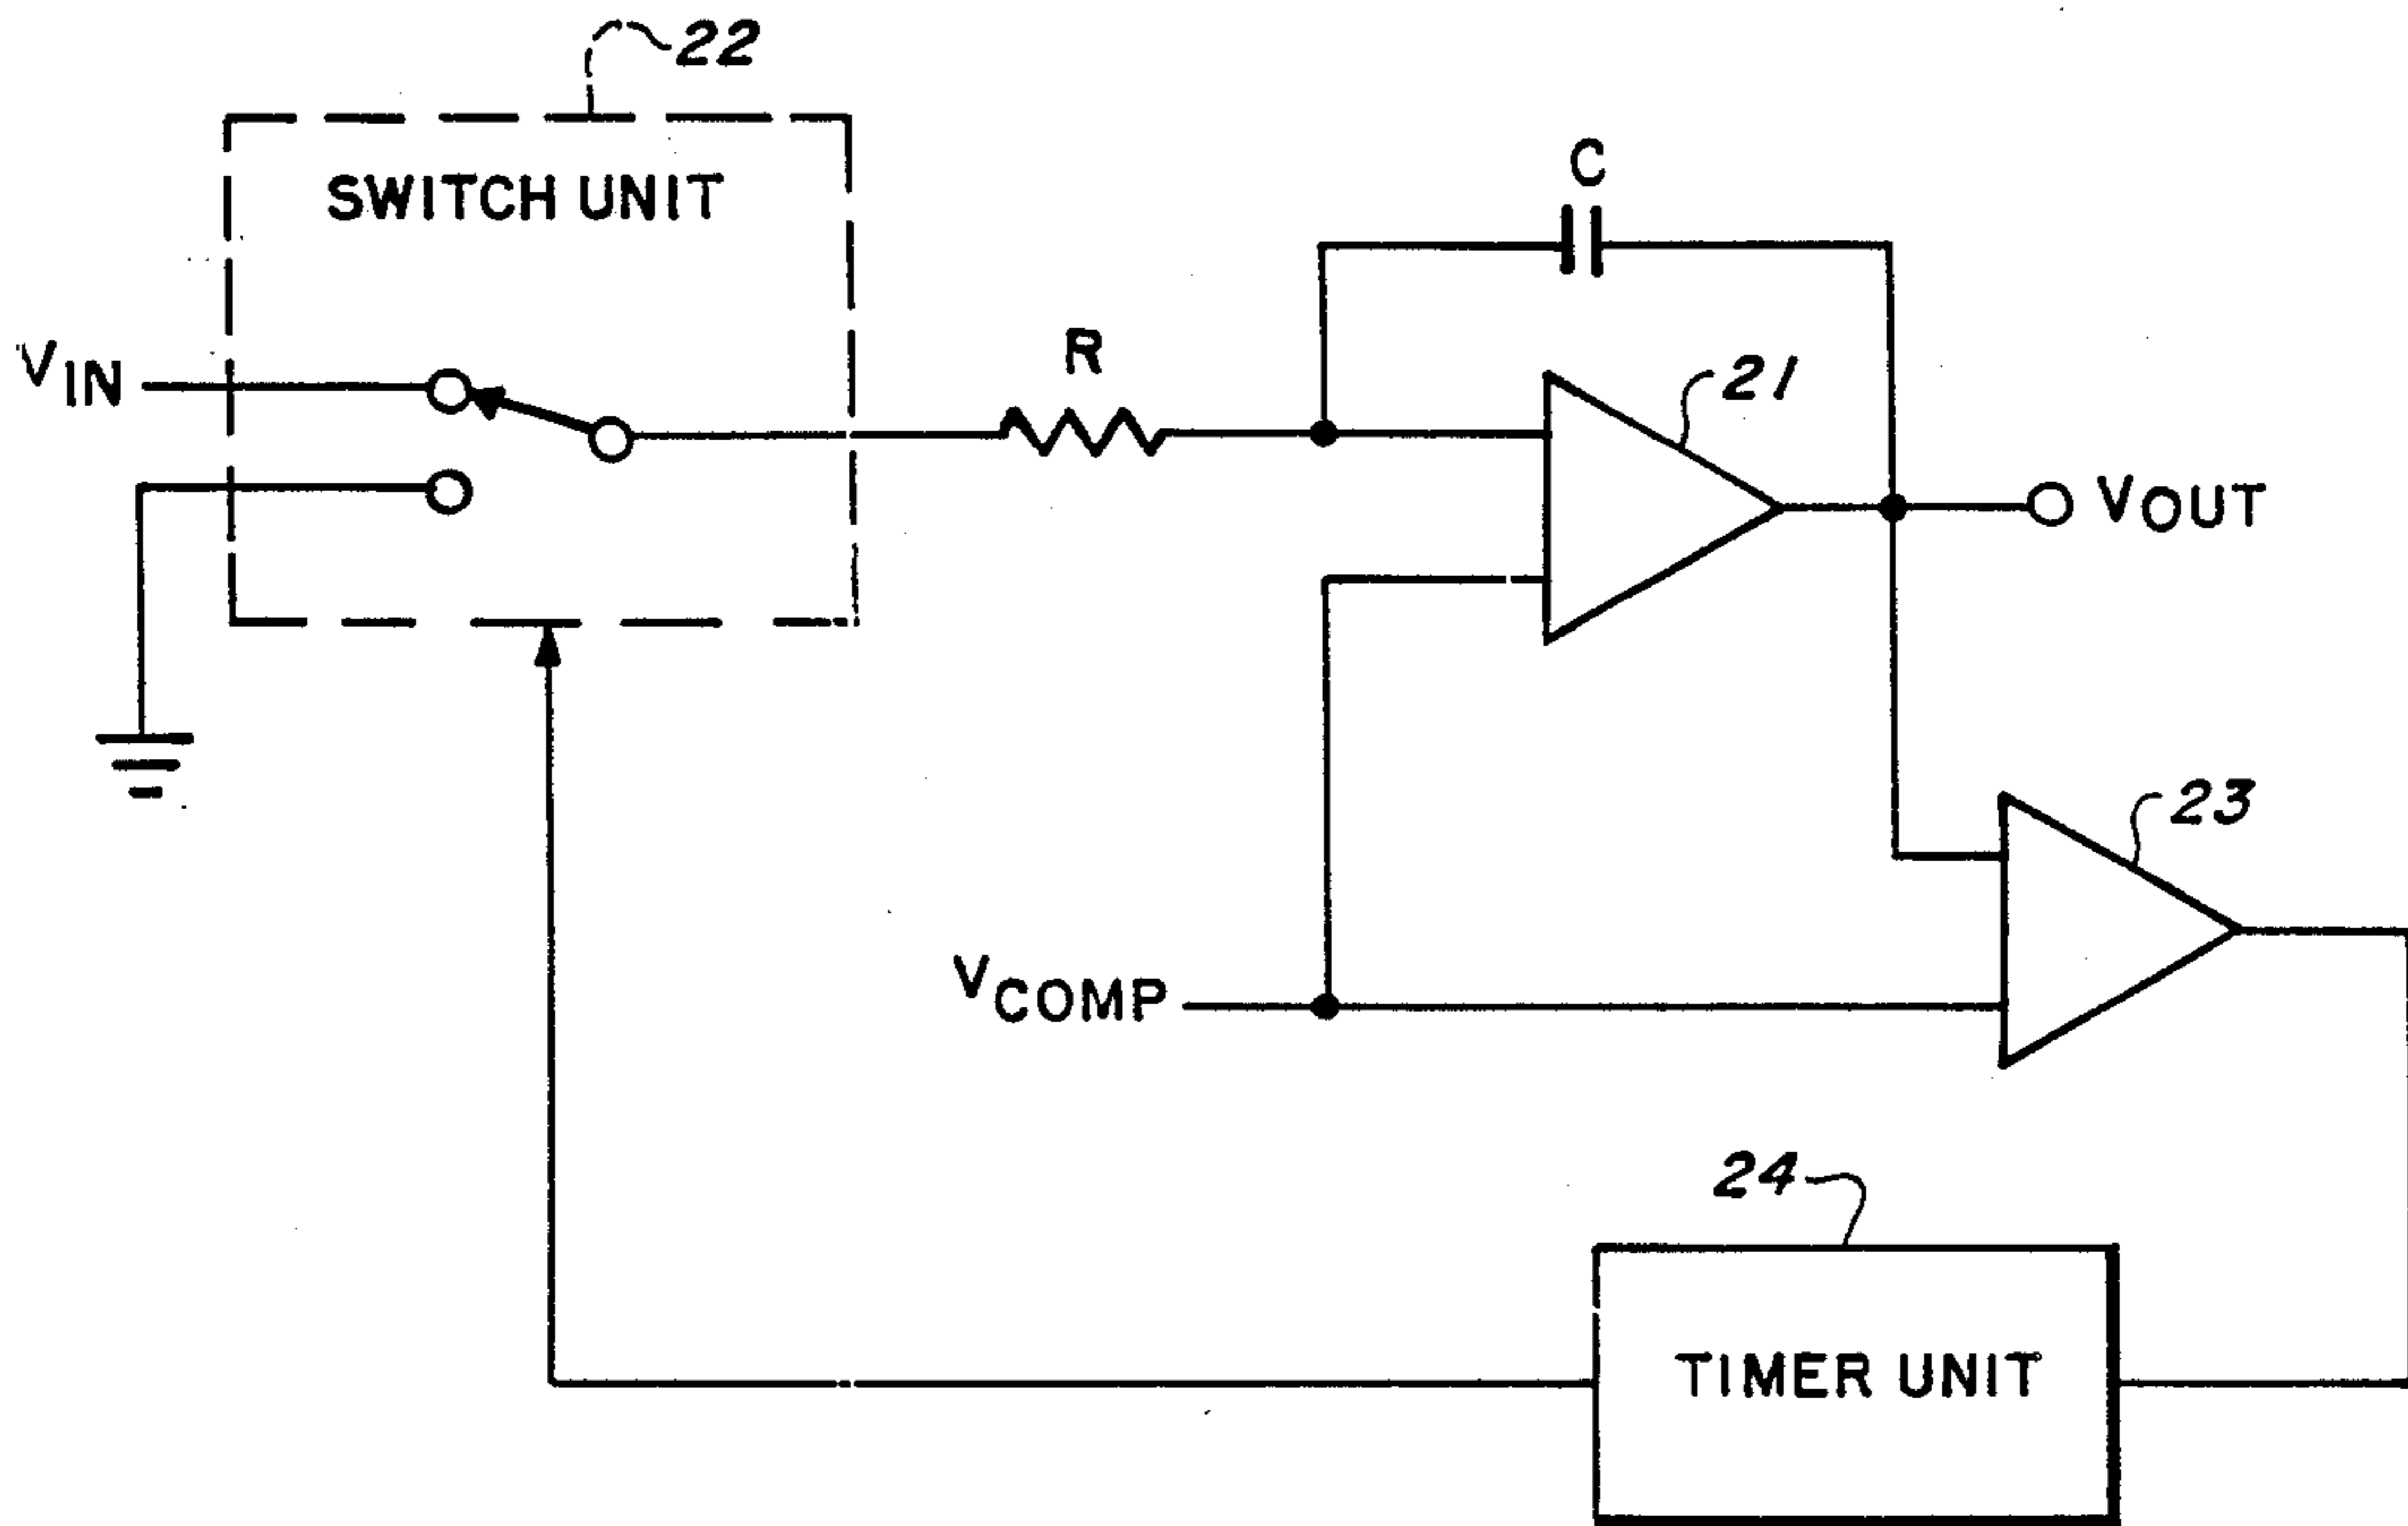 22
SWITCH UNIT
C
VIN
R
21
VOUT
23
VCOMP
24
TIMER UNIT